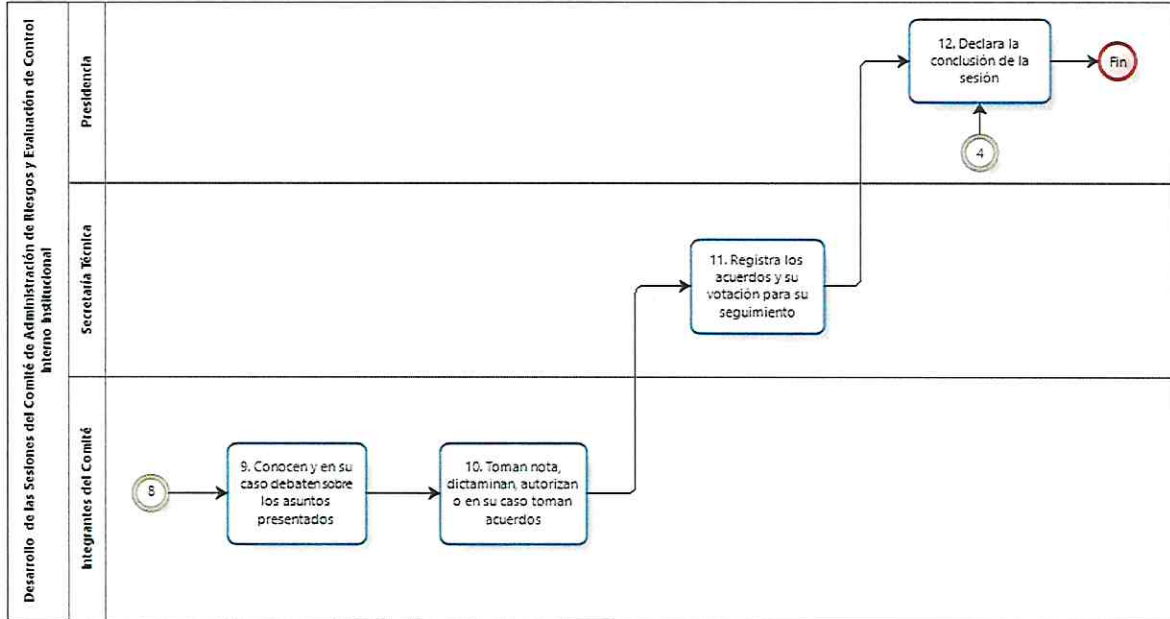 Desarrollo de las Sesiones del Comité de Administración de Riesgos y Evaluación de Control
Interno Institucional
Presidencia
12. Declara la
conclusión de la
sesión
Fin
4
Secretaría Técnica
11. Registra los
acuerdos y su
votación para su
seguimiento
Integrantes del Comité
8
9. Conocen y en su
caso debaten sobre
los asuntos
presentados
10. Toman nota,
dictaminan, autorizan
o en su caso toman
acuerdos